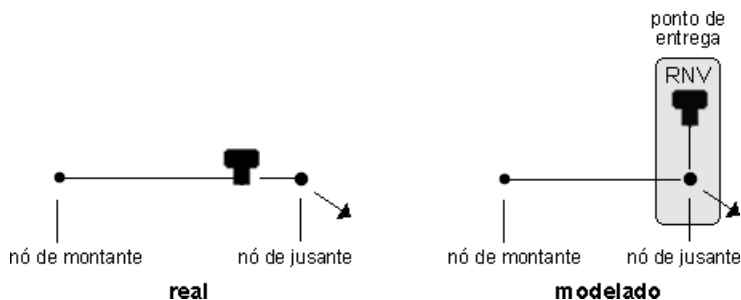 ponto de
entrega
RNV
nó de montante
nó de jusante
real
nó de montante
nó de jusante
modelado